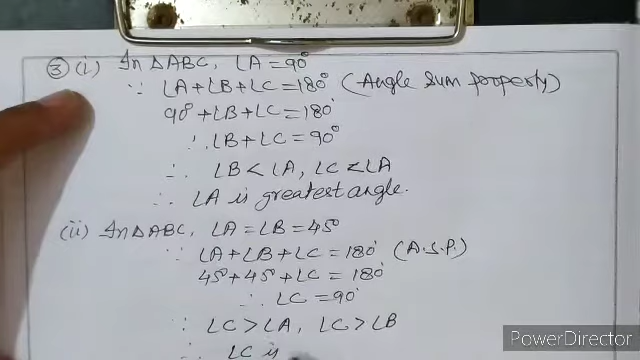 ③ (i) In △ABC, ∠A = 90°
∵ ∠A + ∠B + ∠C = 180° (Angle sum property)
90° + ∠B + ∠C = 180°
∴ ∠B + ∠C = 90°
∴ ∠B < ∠A, ∠C < ∠A
∴ ∠A is greatest angle.
(ii) In △ABC, ∠A = ∠B = 45°
∵ ∠A + ∠B + ∠C = 180° (A.S.P.)
45° + 45° + ∠C = 180°
∴ ∠C = 90°
∵ ∠C > ∠A, ∠C > ∠B
∴ ∠C is
PowerDirector